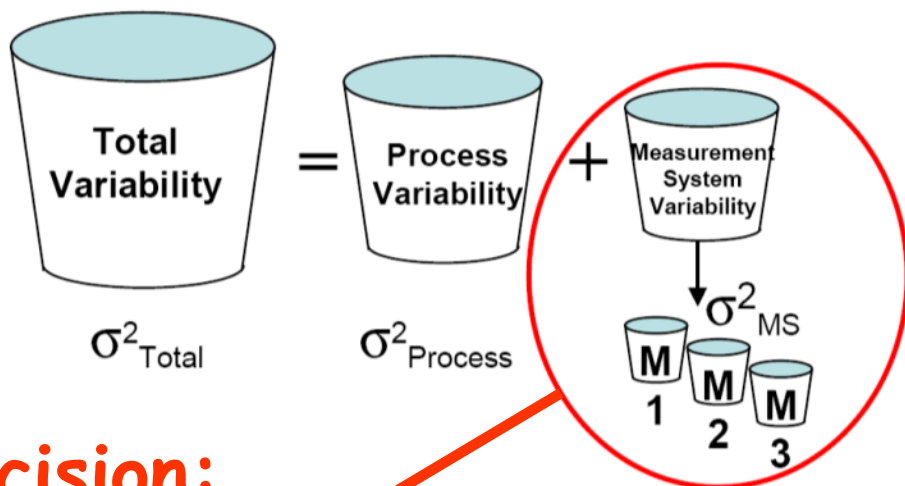 Total
Variability
=
Process
Variability
+
Measurement
System
Variability
σ²Total
σ²Process
σ²MS
M
1
M
2
M
3